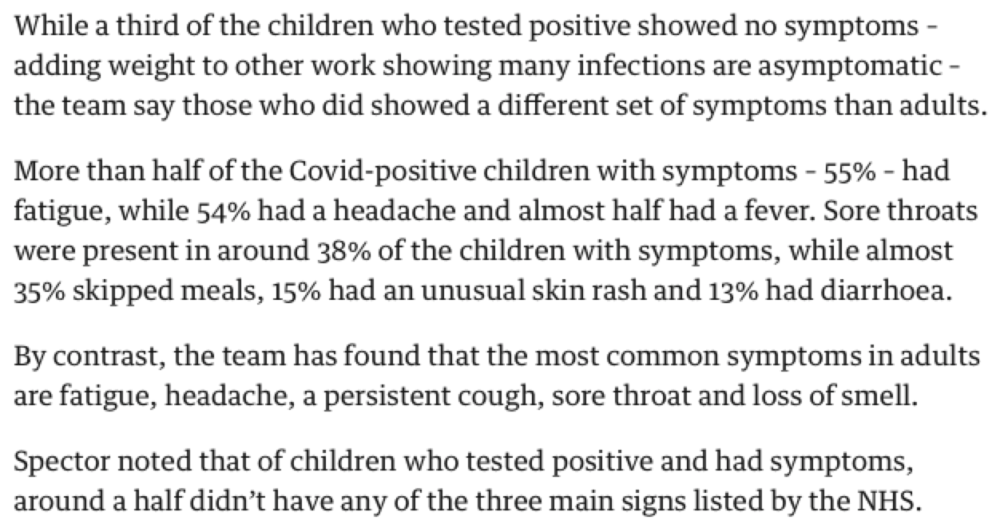 While a third of the children who tested positive showed no symptoms –
adding weight to other work showing many infections are asymptomatic –
the team say those who did showed a different set of symptoms than adults.
More than half of the Covid-positive children with symptoms – 55% – had
fatigue, while 54% had a headache and almost half had a fever. Sore throats
were present in around 38% of the children with symptoms, while almost
35% skipped meals, 15% had an unusual skin rash and 13% had diarrhoea.
By contrast, the team has found that the most common symptoms in adults
are fatigue, headache, a persistent cough, sore throat and loss of smell.
Spector noted that of children who tested positive and had symptoms,
around a half didn’t have any of the three main signs listed by the NHS.